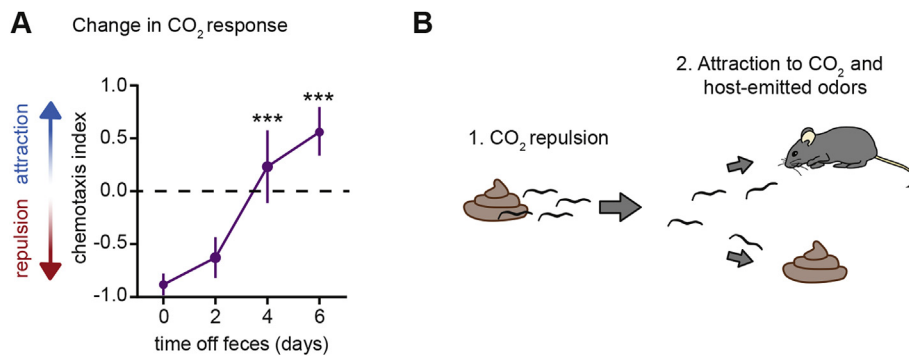 A
Change in CO2 response
attraction
repulsion
chemotaxis index
1.0
0.5
0.0
-0.5
-1.0
***
***
0 2 4 6
time off feces (days)
B
1. CO2 repulsion
2. Attraction to CO2 and
host-emitted odors